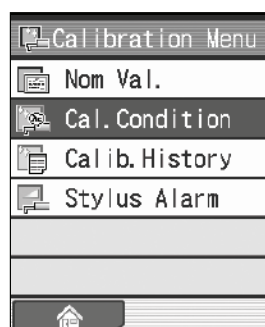 Calibration Menu
Nom Val.
Cal.Condition
Calib.History
Stylus Alarm